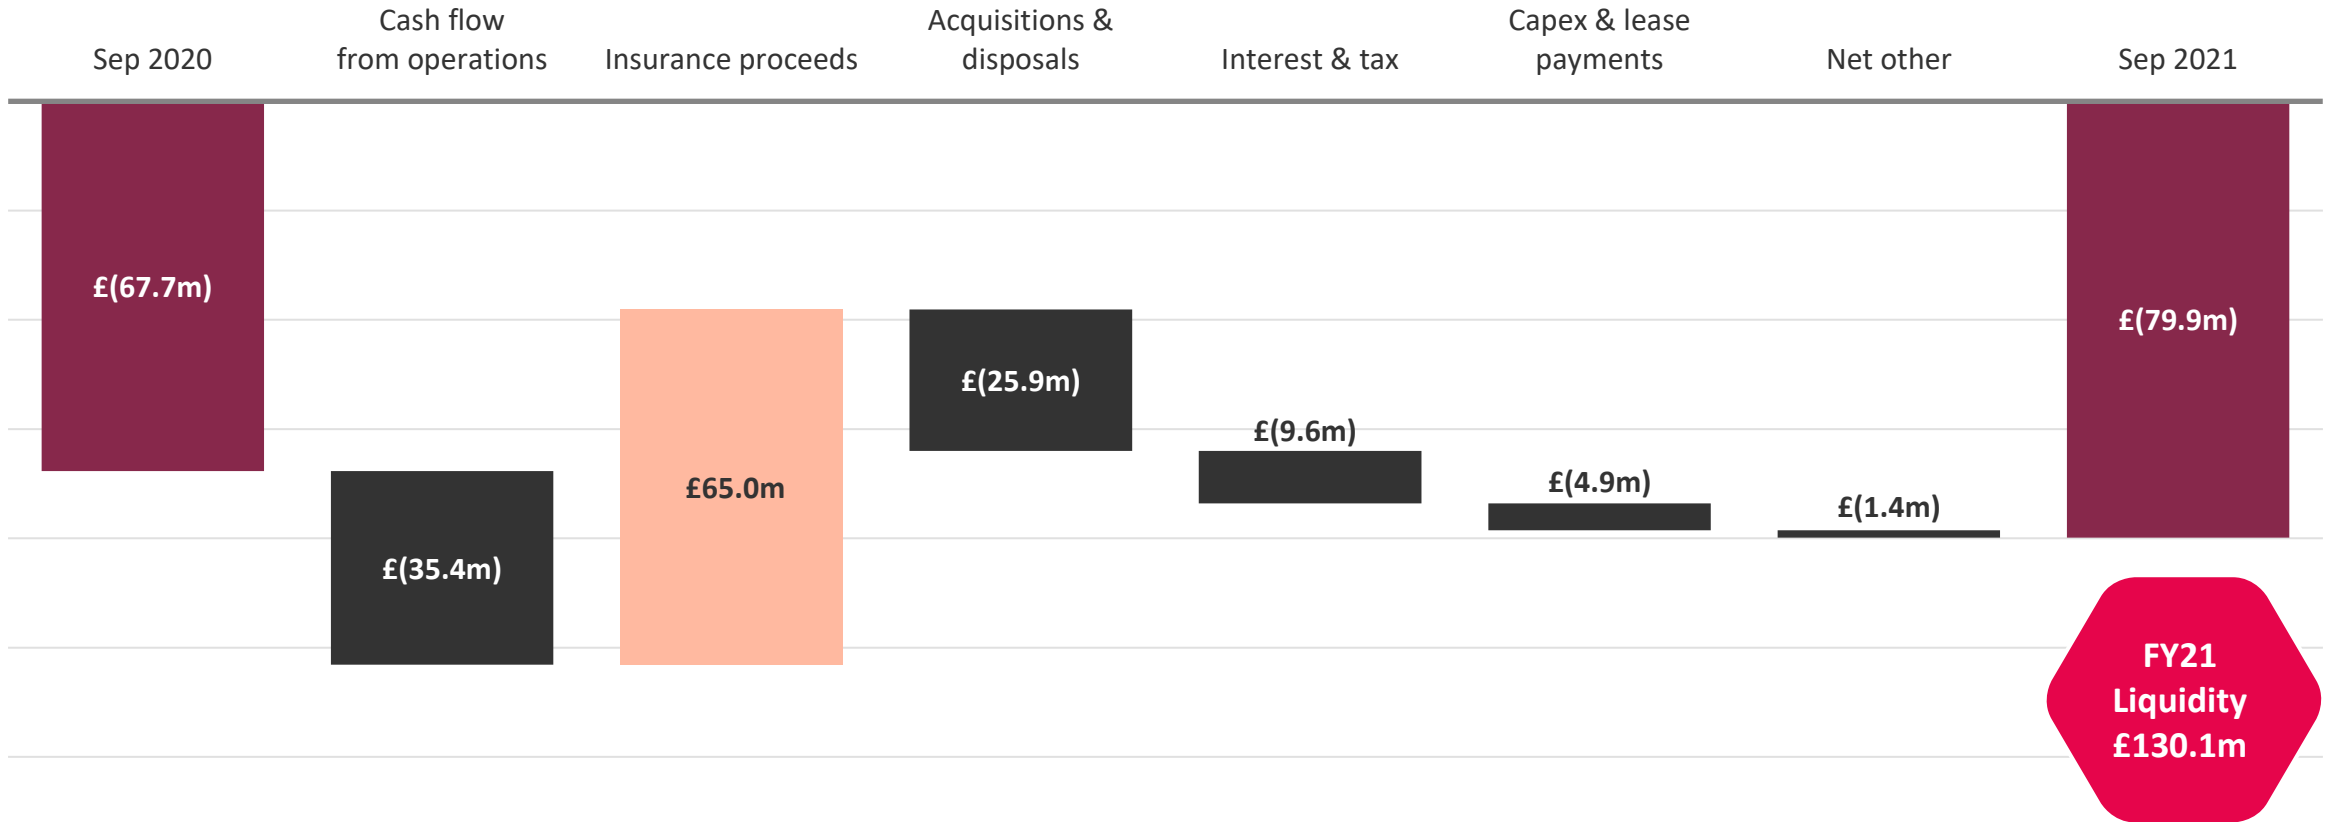 Sep 2020
Cash flow
from operations
Insurance proceeds
Acquisitions &
disposals
Interest & tax
Capex & lease
payments
Net other
Sep 2021
£(67.7m)
£(35.4m)
£65.0m
£(25.9m)
£(9.6m)
£(4.9m)
£(1.4m)
£(79.9m)
FY21
Liquidity
£130.1m